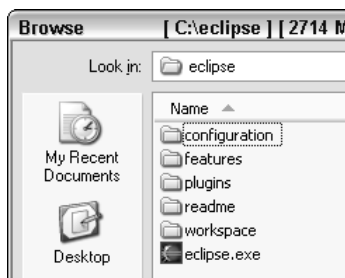 Browse [ C:\eclipse ] [ 2714 M
Look in: eclipse
Name
configuration
My Recent
Documents
features
plugins
readme
workspace
Desktop
eclipse.exe